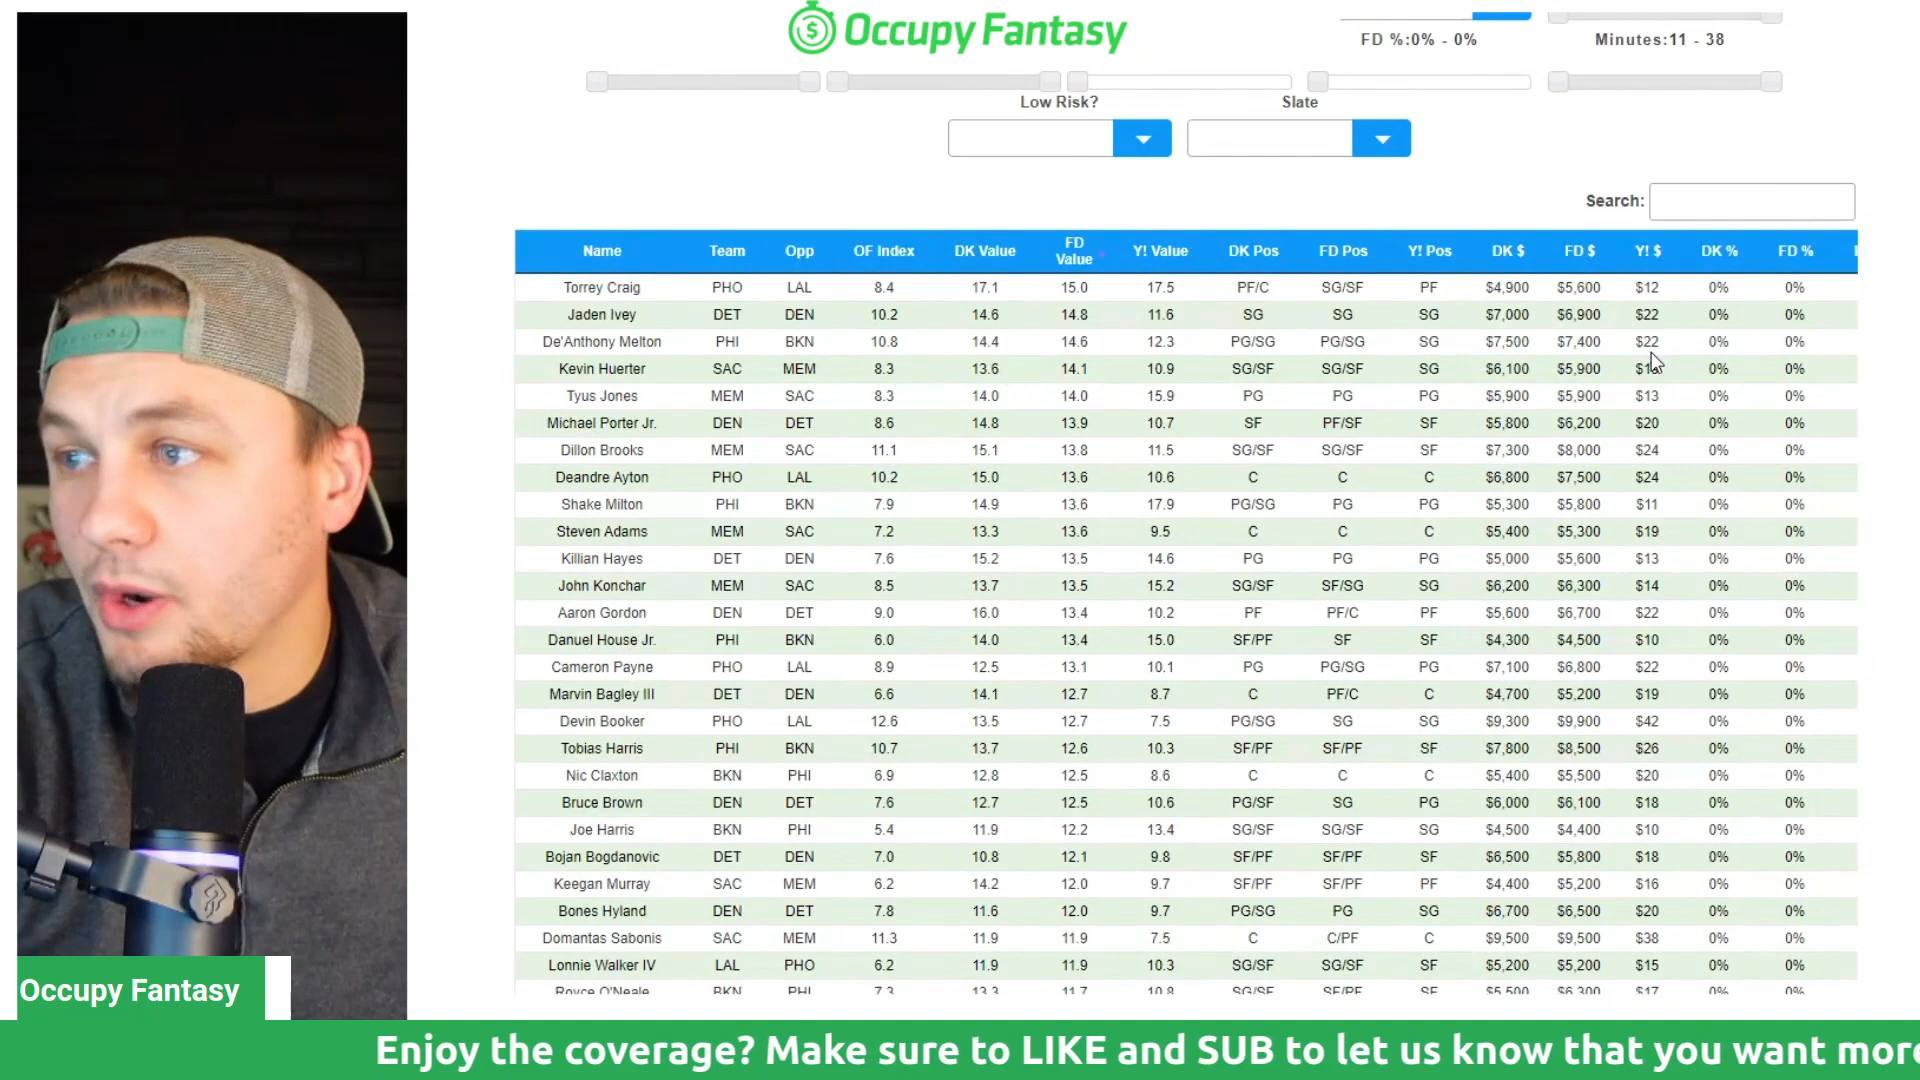 Occupy Fantasy
FD %:0% - 0%
Minutes:11 - 38
Low Risk?
Slate
Search:
Name Team Opp OF Index DK Value FD Value Y! Value DK Pos FD Pos Y! Pos DK $ FD $ Y! $ DK % FD %
Torrey Craig PHO LAL 8.4 17.1 15.0 17.5 PF/C SG/SF PF $4,900 $5,600 $12 0% 0%
Jaden Ivey DET DEN 10.2 14.6 14.8 11.6 SG SG SG $7,000 $6,900 $22 0% 0%
De'Anthony Melton PHI BKN 10.8 14.4 14.6 12.3 PG/SG PG/SG SG $7,500 $7,400 $22 0% 0%
Kevin Huerter SAC MEM 8.3 13.6 14.1 10.9 SG/SF SG/SF SG $6,100 $5,900 0% 0%
Tyus Jones MEM SAC 8.3 14.0 14.0 15.9 PG PG PG $5,900 $5,900 $13 0% 0%
Michael Porter Jr. DEN DET 8.6 14.8 13.9 10.7 SF PF/SF SF $5,800 $6,200 $20 0% 0%
Dillon Brooks MEM SAC 11.1 15.1 13.8 11.5 SG/SF SG/SF SF $7,300 $8,000 $24 0% 0%
Deandre Ayton PHO LAL 10.2 15.0 13.6 10.6 C C C $6,800 $7,500 $24 0% 0%
Shake Milton PHI BKN 7.9 14.9 13.6 17.9 PG/SG PG PG $5,300 $5,800 $11 0% 0%
Steven Adams MEM SAC 7.2 13.3 13.6 9.5 C C C $5,400 $5,300 $19 0% 0%
Killian Hayes DET DEN 7.6 15.2 13.5 14.6 PG PG PG $5,000 $5,600 $13 0% 0%
John Konchar MEM SAC 8.5 13.7 13.5 15.2 SG/SF SF/SG SG $6,200 $6,300 $14 0% 0%
Aaron Gordon DEN DET 9.0 16.0 13.4 10.2 PF PF/C PF $5,600 $6,700 $22 0% 0%
Danuel House Jr. PHI BKN 6.0 14.0 13.4 15.0 SF/PF SF SF $4,300 $4,500 $10 0% 0%
Cameron Payne PHO LAL 8.9 12.5 13.1 10.1 PG PG/SG PG $7,100 $6,800 $22 0% 0%
Marvin Bagley III DET DEN 6.6 14.1 12.7 8.7 C PF/C C $4,700 $5,200 $19 0% 0%
Devin Booker PHO LAL 12.6 13.5 12.7 7.5 PG/SG SG SG $9,300 $9,900 $42 0% 0%
Tobias Harris PHI BKN 10.7 13.7 12.6 10.3 SF/PF SF/PF SF $7,800 $8,500 $26 0% 0%
Nic Claxton BKN PHI 6.9 12.8 12.5 8.6 C C C $5,400 $5,500 $20 0% 0%
Bruce Brown DEN DET 7.6 12.7 12.5 10.6 PG/SF SG PG $6,000 $6,100 $18 0% 0%
Joe Harris BKN PHI 5.4 11.9 12.2 13.4 SG/SF SG/SF SG $4,500 $4,400 $10 0% 0%
Bojan Bogdanovic DET DEN 7.0 10.8 12.1 9.8 SF/PF SF/PF SF $6,500 $5,800 $18 0% 0%
Keegan Murray SAC MEM 6.2 14.2 12.0 9.7 SF/PF SF/PF PF $4,400 $5,200 $16 0% 0%
Bones Hyland DEN DET 7.8 11.6 12.0 9.7 PG/SG PG SG $6,700 $6,500 $20 0% 0%
Domantas Sabonis SAC MEM 11.3 11.9 11.9 7.5 C C/PF C $9,500 $9,500 $38 0% 0%
Lonnie Walker IV LAL PHO 6.2 11.9 11.9 10.3 SG/SF SG/SF SF $5,200 $5,200 $15 0% 0%
Royce O'Neale BKN PHI 7.3 13.3 11.7 10.8 SG/SF SF/PF SF $5,500 $6,300 $17 0% 0%
Occupy Fantasy
Enjoy the coverage? Make sure to LIKE and SUB to let us know that you want more